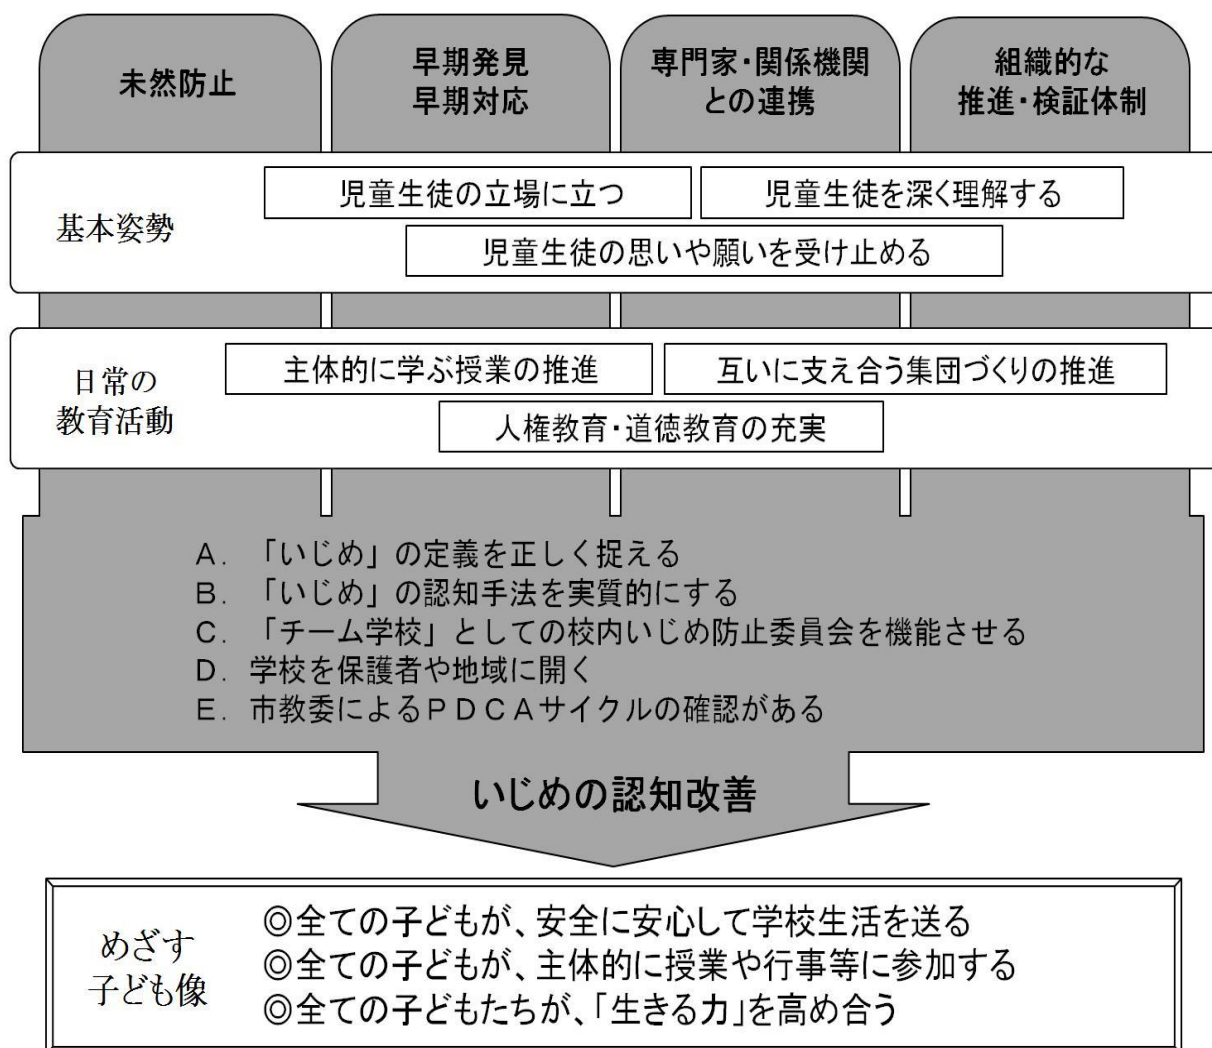 未然防止
早期発見
早期対応
専門家・関係機関
との連携
組織的な
推進・検証体制
基本姿勢
児童生徒の立場に立つ
児童生徒を深く理解する
児童生徒の思いや願いを受け止める
日常の
教育活動
主体的に学ぶ授業の推進
互いに支え合う集団づくりの推進
人権教育・道徳教育の充実
A．「いじめ」の定義を正しく捉える
B．「いじめ」の認知手法を実質的にする
C．「チーム学校」としての校内いじめ防止委員会を機能させる
D．学校を保護者や地域に開く
E．市教委によるＰＤＣＡサイクルの確認がある
いじめの認知改善
めざす
子ども像
◎全ての子どもが、安全に安心して学校生活を送る
◎全ての子どもが、主体的に授業や行事等に参加する
◎全ての子どもたちが、「生きる力」を高め合う